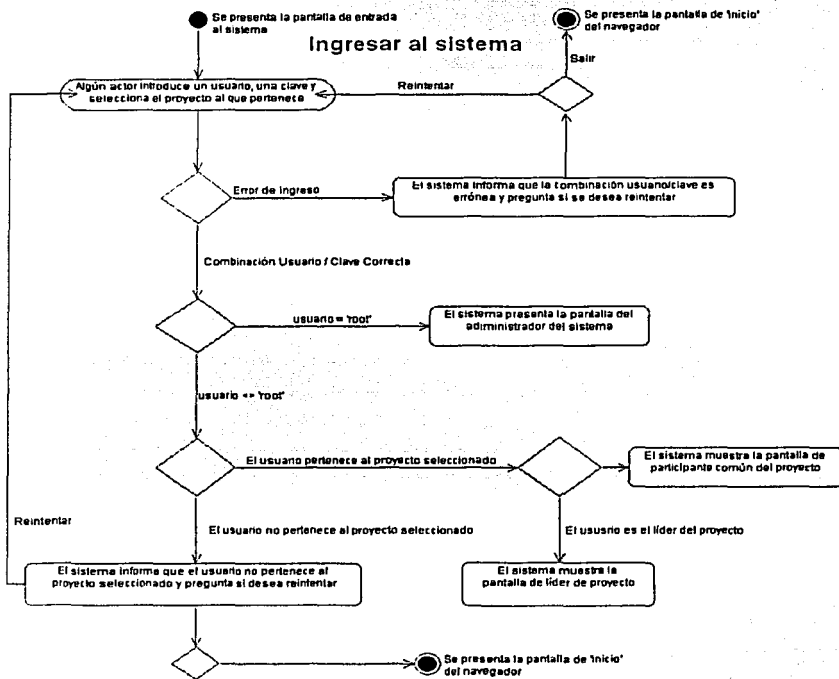 Se presenta la pantalla de entrada
al sistema
Se presenta la pantalla de 'Inicio'
del navegador
Ingresar al sistema
Salir
Algún actor introduce un usuario, una clave y
selecciona el proyecto al que pertenece
Reintentar
Error de Ingreso
El sistema informa que la combinación usuario/clave es
errónea y pregunta si se desea reintentar
Combinación Usuario / Clave Correcta
usuario = 'root'
El sistema presenta la pantalla del
administrador del sistema
usuario <> 'root'
El usuario pertenece al proyecto seleccionado
El sistema muestra la pantalla de
participante común del proyecto
Reintentar
El usuario no pertenece al proyecto seleccionado
El ususrio es el líder del proyecto
El sistema informa que el usuario no pertenece al
proyecto seleccionado y pregunta si desea reintentar
El sistema muestra la
pantalla de líder de proyecto
Se presenta la pantalla de 'Inicio'
del navegador